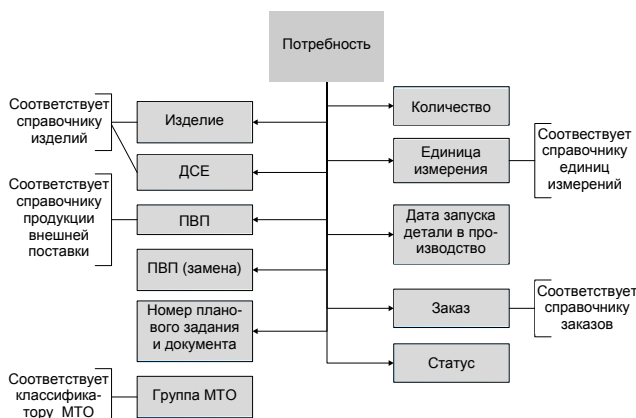 Потребность
Соответствует
справочнику
изделий
Изделие
ДСЕ
Соответствует
справочнику
продукции
внешней
поставки
ПВП
ПВП (замена)
Номер плано-
вого задания
и документа
Соответствует
классифика-
тору МТО
Группа МТО
Количество
Единица
измерения
Соотвествует
справочнику
единиц
измерений
Дата запуска
детали в про-
изводство
Заказ
Соответствует
справочнику
заказов
Статус